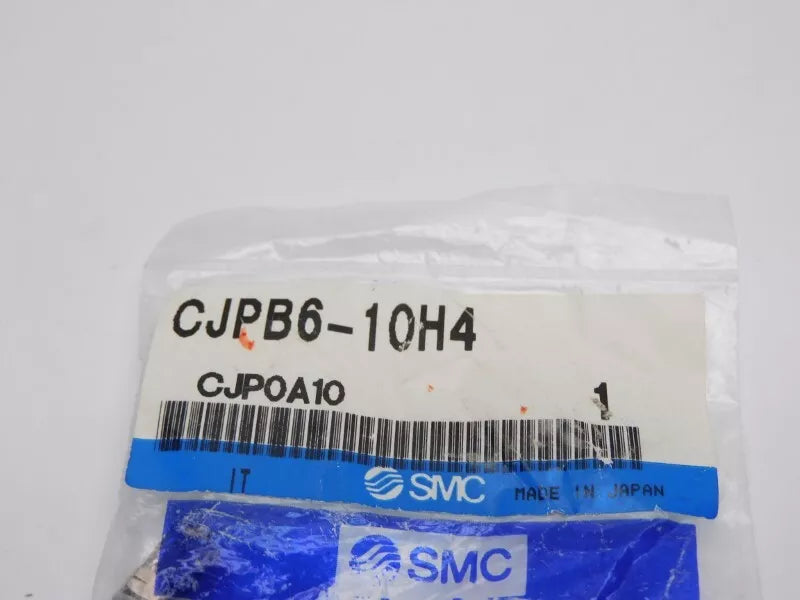 CJPB6-10H4
CJP0A10 1
IT SMC MADE IN JAPAN
SMC